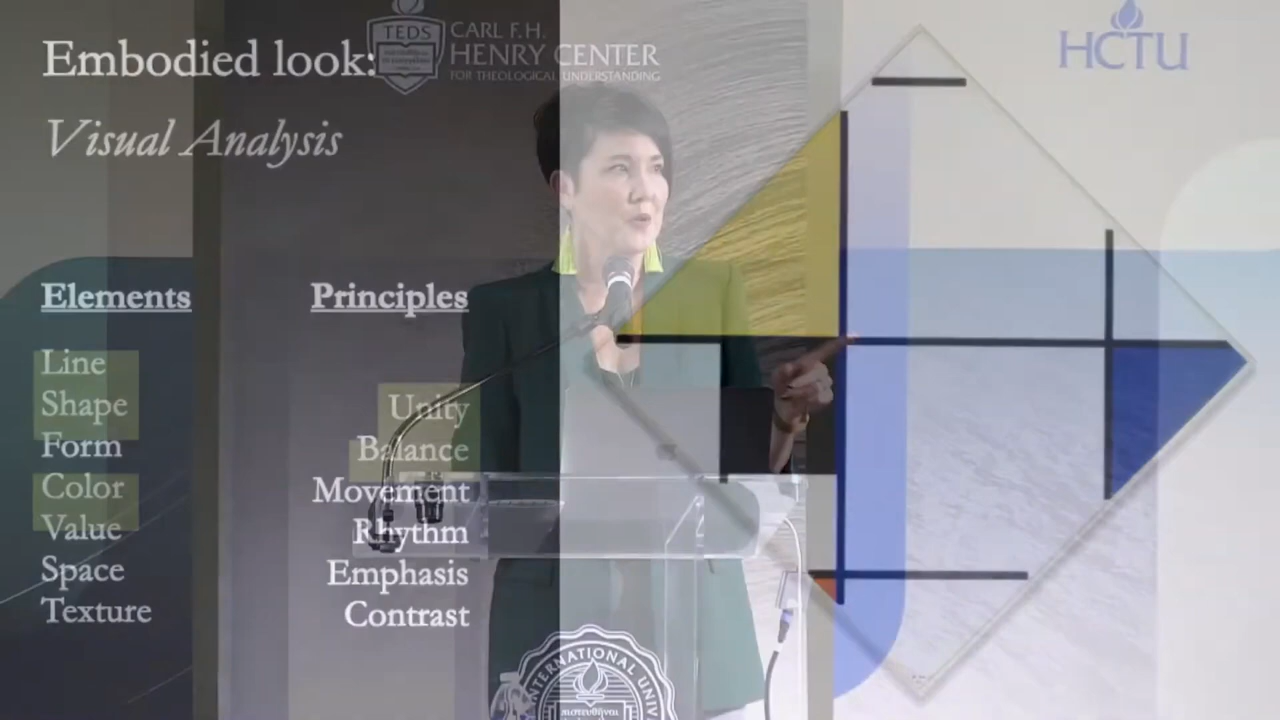 Embodied look:
Visual Analysis
TEDS
CARL F.H.
HENRY CENTER
FOR THEOLOGICAL UNDERSTANDING
HCTU
Elements
Line
Shape
Form
Color
Value
Space
Texture
Principles
Unity
Balance
Movement
Rhythm
Emphasis
Contrast
INTERNATIONAL UNIV